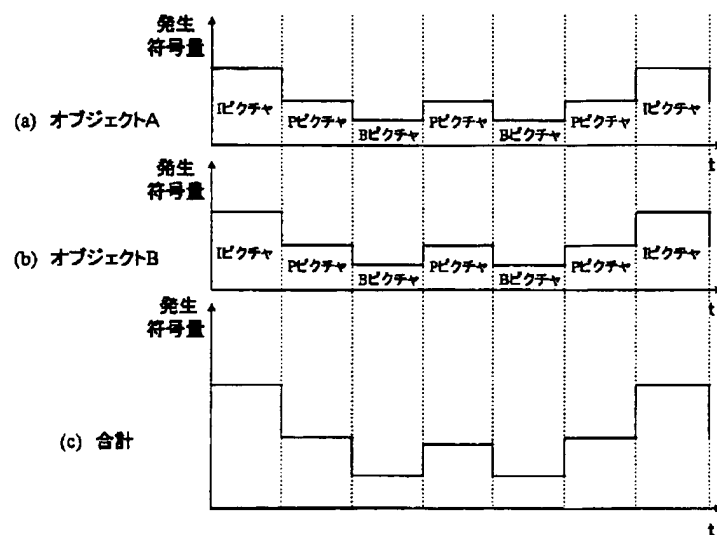 発生
符号量
(a) オブジェクトA
Iピクチャ
Pピクチャ
Bピクチャ
Pピクチャ
Bピクチャ
Pピクチャ
Iピクチャ
t
発生
符号量
(b) オブジェクトB
Iピクチャ
Pピクチャ
Bピクチャ
Pピクチャ
Bピクチャ
Pピクチャ
Iピクチャ
t
発生
符号量
(c) 合計
t